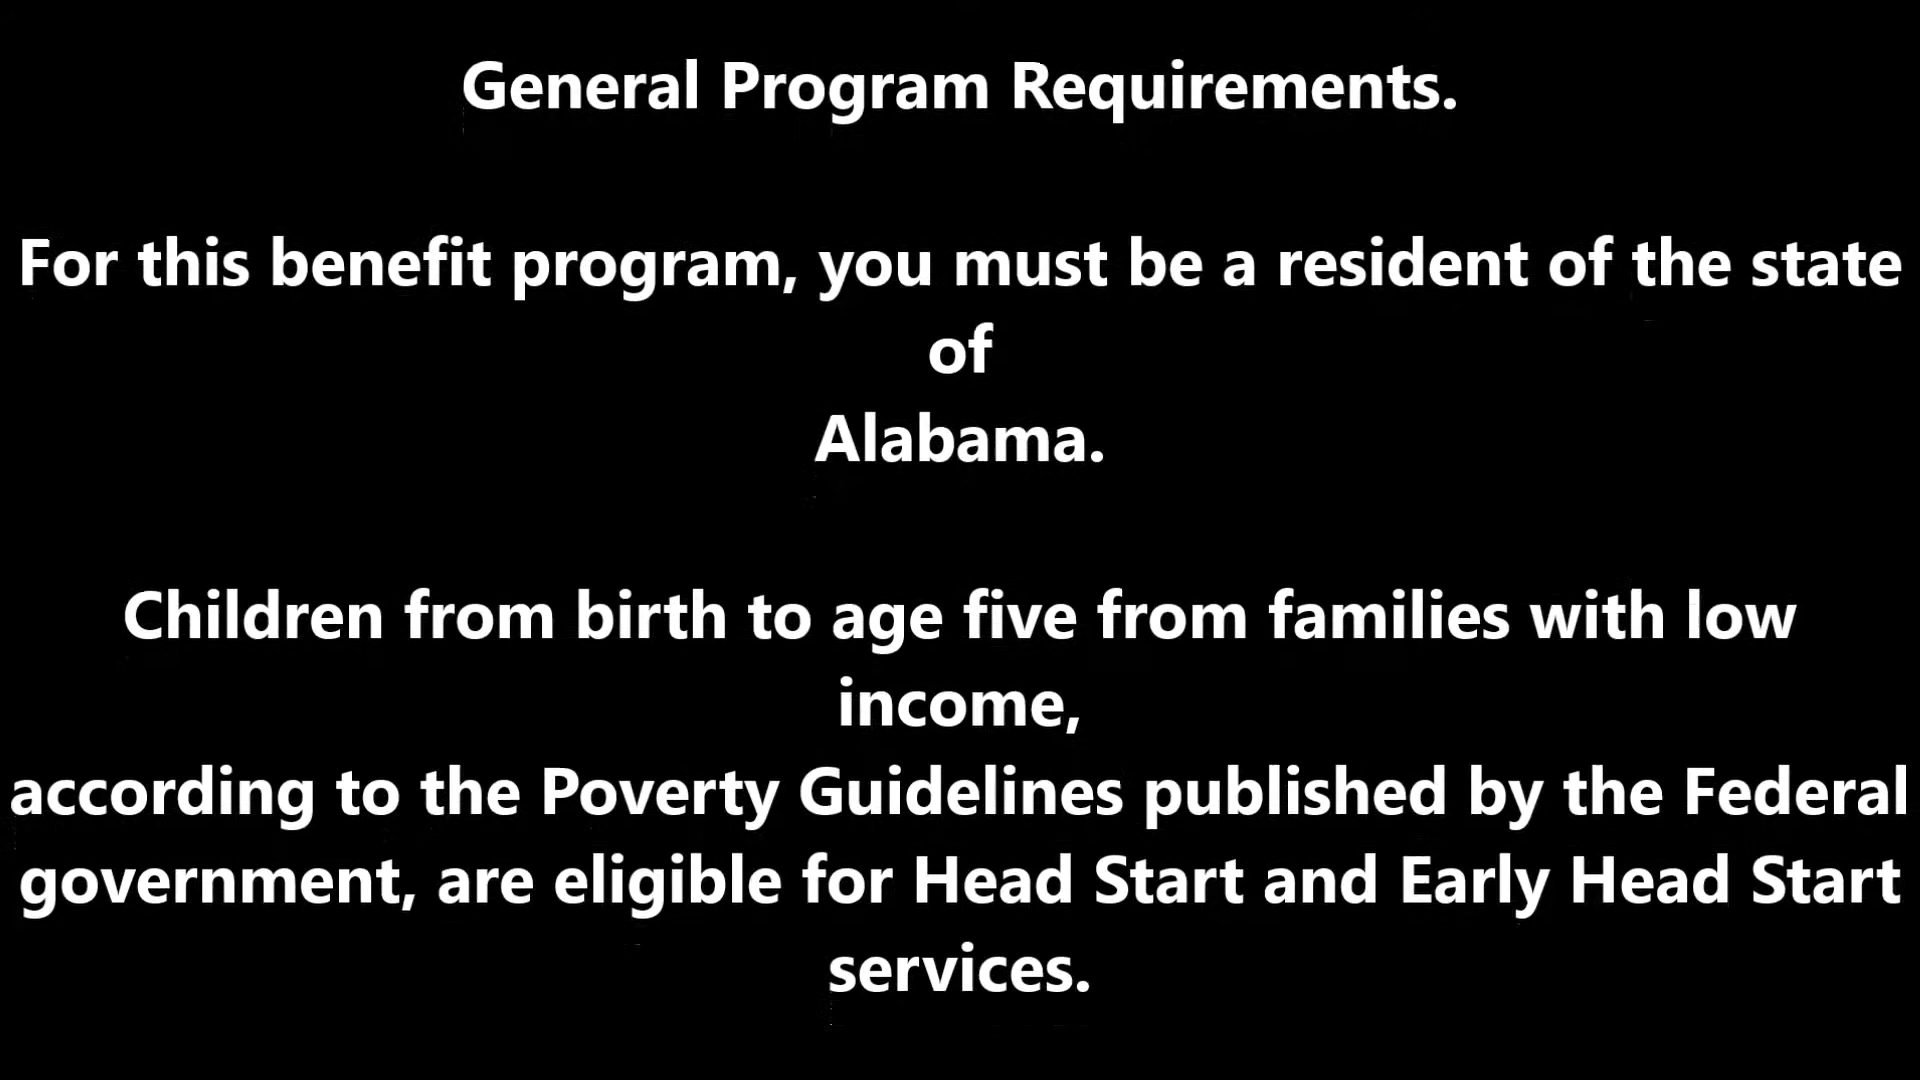 General Program Requirements.
For this benefit program, you must be a resident of the state
of
Alabama.
Children from birth to age five from families with low
income,
according to the Poverty Guidelines published by the Federal
government, are eligible for Head Start and Early Head Start
services.